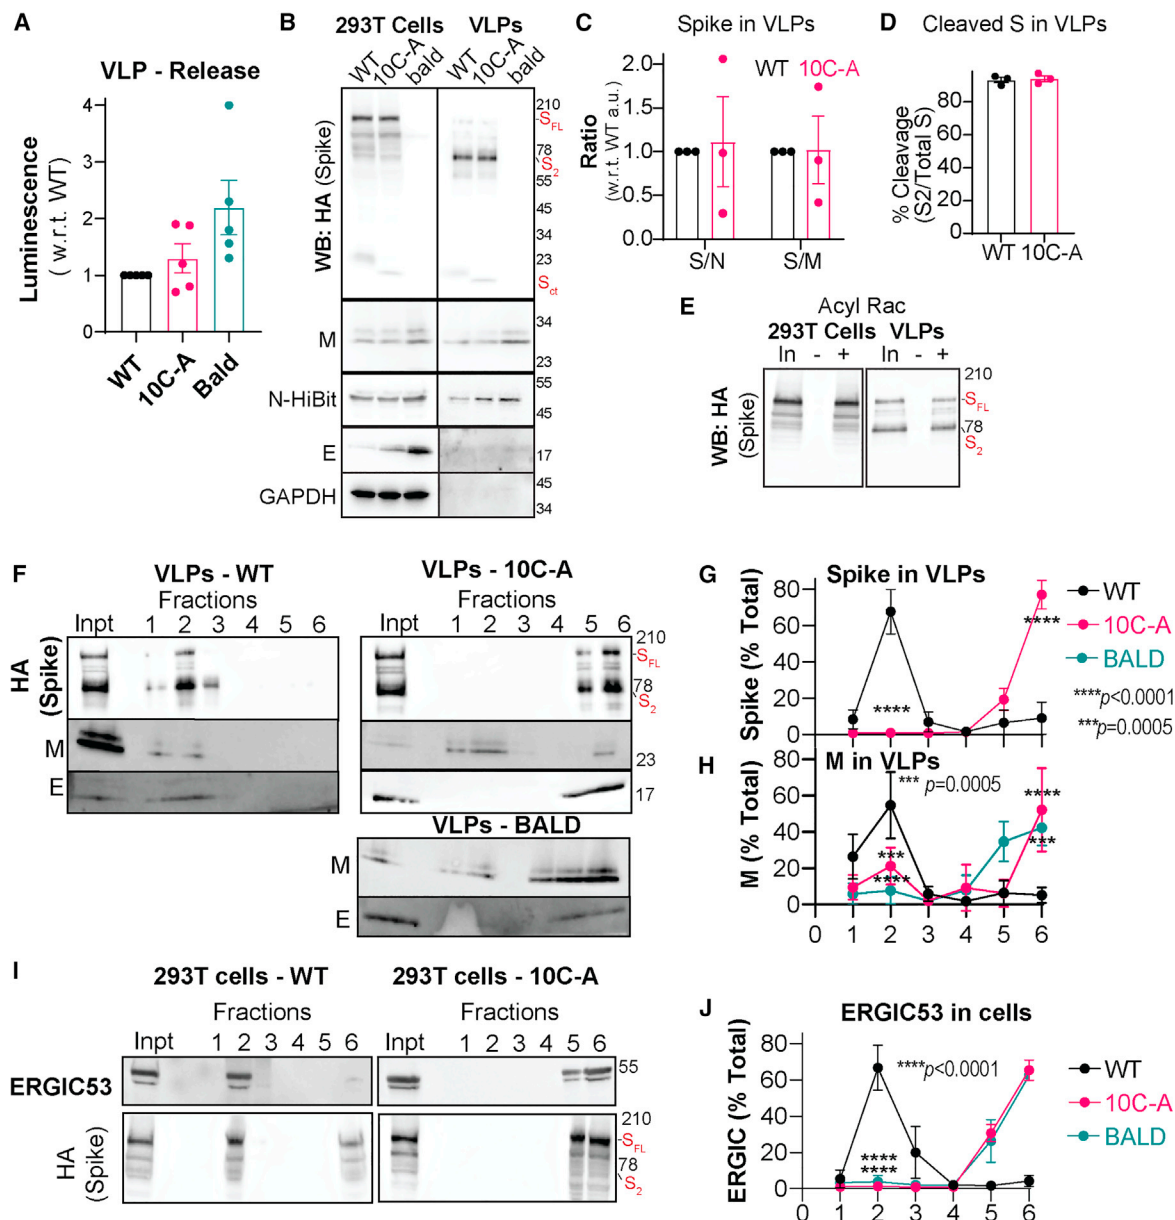 A
VLP - Release
Luminescence
( w.r.t. WT)
4
3
2
1
0
WT
10C-A
Bald
B
293T Cells
VLPs
WT
10C-A
bald
WT
10C-A
bald
WB: HA (Spike)
210
-SFL
78
S2
55
45
34
23
Sct
M
34
23
N-HiBit
55
45
E
17
GAPDH
45
34
C
Spike in VLPs
WT 10C-A
Ratio
(w.r.t. WT a.u.)
2.0
1.5
1.0
0.5
0.0
S/N
S/M
D
Cleaved S in VLPs
% Cleavage
(S2/Total S)
80
40
0
WT 10C-A
E
Acyl Rac
293T Cells VLPs
In - + In - +
WB: HA
(Spike)
210
-SFL
78
S2
F
VLPs - WT
Fractions
Inpt 1 2 3 4 5 6
HA
(Spike)
M
E
VLPs - 10C-A
Fractions
Inpt 1 2 3 4 5 6
210
-SFL
78
S2
23
17
VLPs - BALD
M
E
G
Spike in VLPs
Spike (% Total)
80
60
40
20
0
****
****
WT
10C-A
BALD
****p<0.0001
***p=0.0005
H
M in VLPs
M (% Total)
80
60
40
20
0
*** p=0.0005
***
****
****
***
0 1 2 3 4 5 6
I
293T cells - WT
Fractions
Inpt 1 2 3 4 5 6
293T cells - 10C-A
Fractions
Inpt 1 2 3 4 5 6
ERGIC53
55
HA
(Spike)
210
-SFL
78
S2
J
ERGIC53 in cells
ERGIC (% Total)
80
60
40
20
0
****p<0.0001
****
****
WT
10C-A
BALD
0 1 2 3 4 5 6